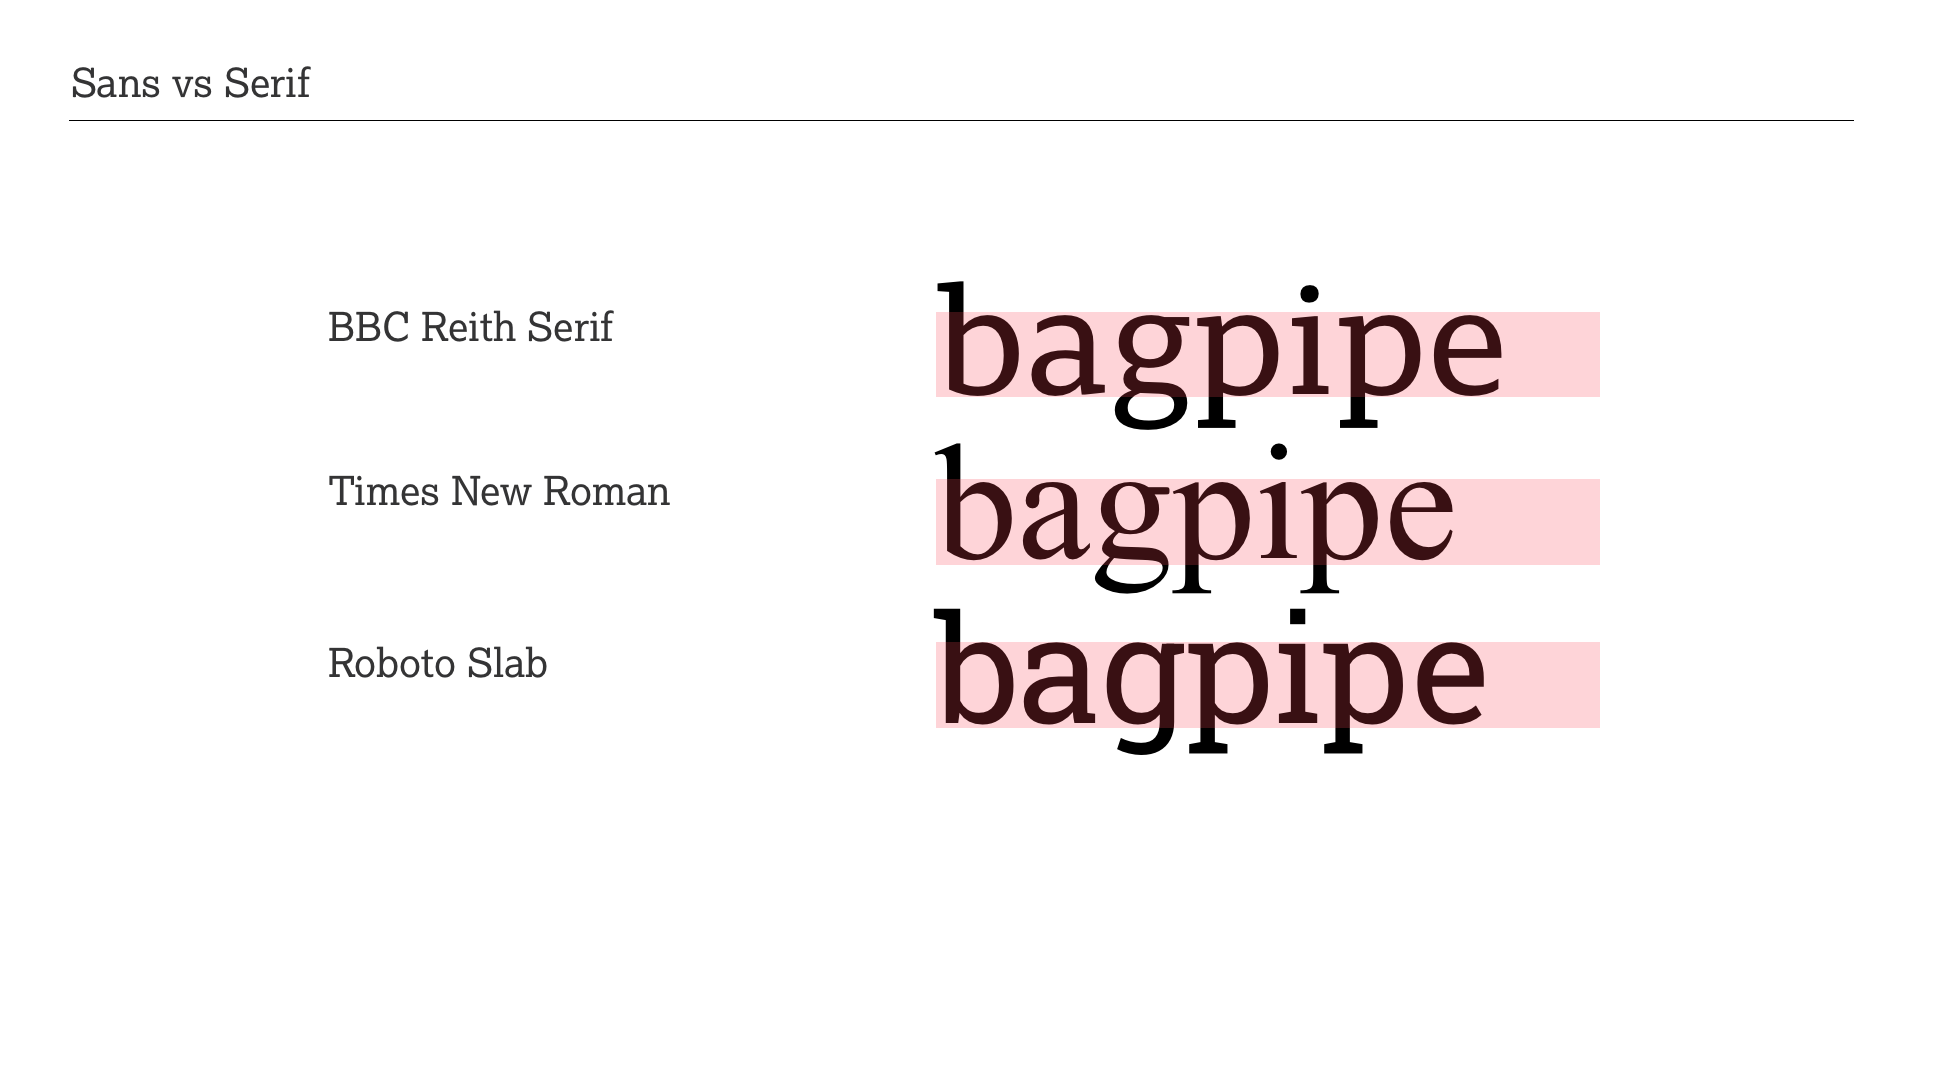 Sans vs Serif
BBC Reith Serif
bagpipe
Times New Roman
bagpipe
Roboto Slab
bagpipe